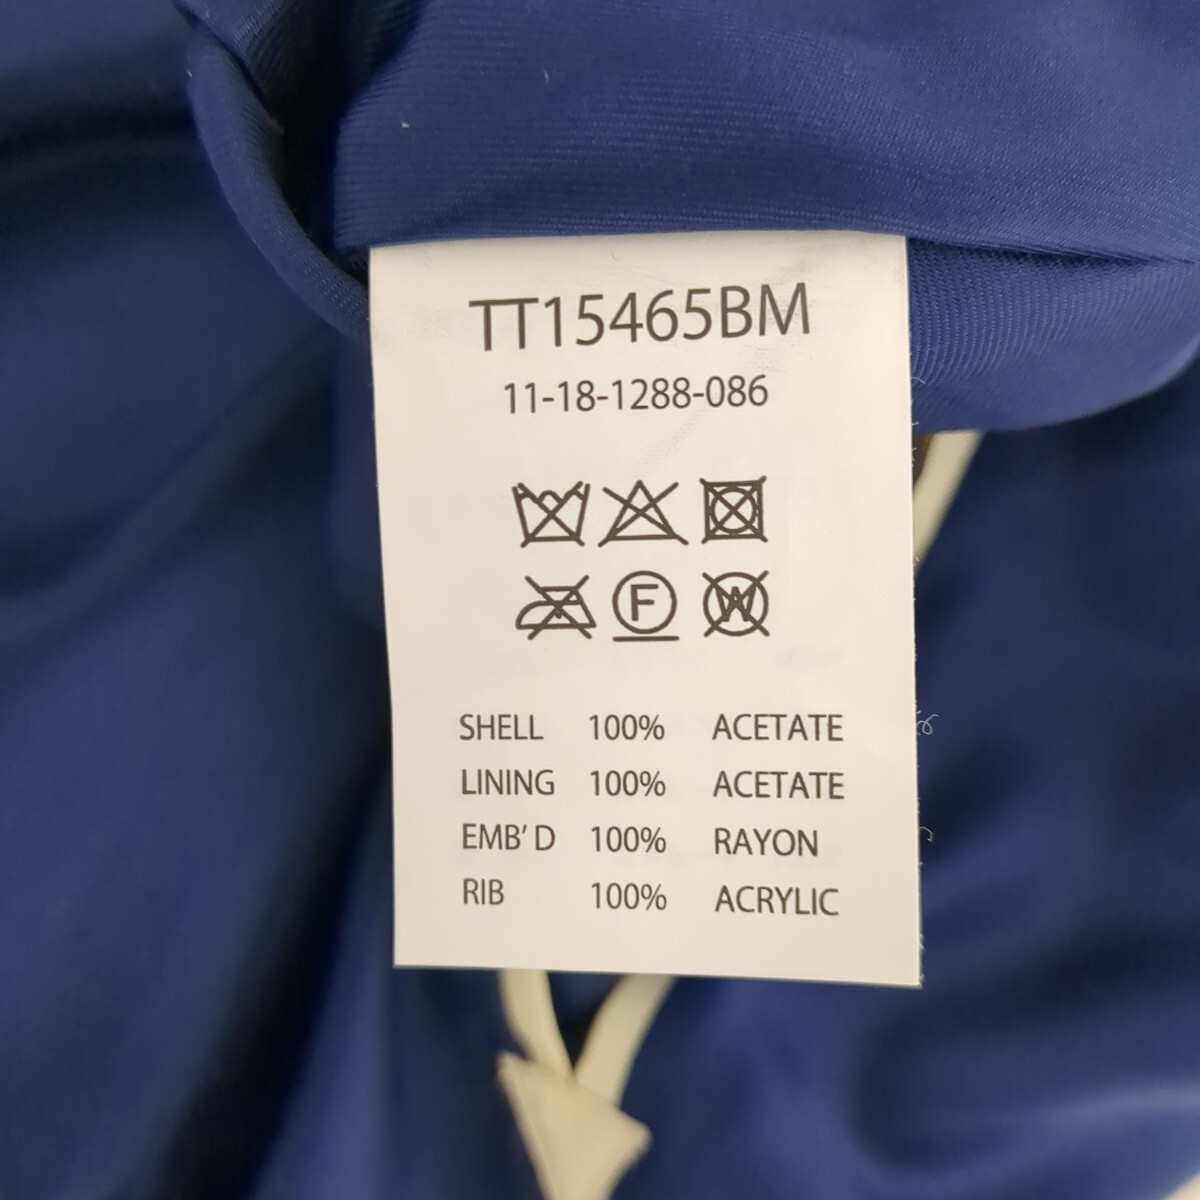 TT15465BM
11-18-1288-086
F W
SHELL 100% ACETATE
LINING 100% ACETATE
EMB'D 100% RAYON
RIB 100% ACRYLIC